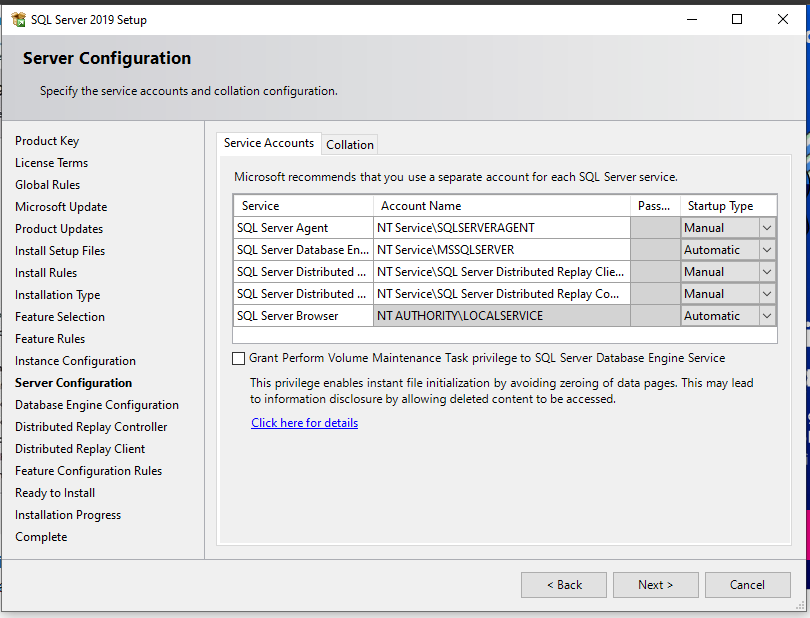 SQL Server 2019 Setup
Server Configuration
Specify the service accounts and collation configuration.
Product Key
License Terms
Global Rules
Microsoft Update
Product Updates
Install Setup Files
Install Rules
Installation Type
Feature Selection
Feature Rules
Instance Configuration
Server Configuration
Database Engine Configuration
Distributed Replay Controller
Distributed Replay Client
Feature Configuration Rules
Ready to Install
Installation Progress
Complete
Service Accounts Collation
Microsoft recommends that you use a separate account for each SQL Server service.
Service Account Name Pass... Startup Type
SQL Server Agent NT Service\SQLSERVERAGENT Manual
SQL Server Database En... NT Service\MSSQLSERVER Automatic
SQL Server Distributed ... NT Service\SQL Server Distributed Replay Clie... Manual
SQL Server Distributed ... NT Service\SQL Server Distributed Replay Co... Manual
SQL Server Browser NT AUTHORITY\LOCALSERVICE Automatic
Grant Perform Volume Maintenance Task privilege to SQL Server Database Engine Service
This privilege enables instant file initialization by avoiding zeroing of data pages. This may lead
to information disclosure by allowing deleted content to be accessed.
Click here for details
< Back Next > Cancel